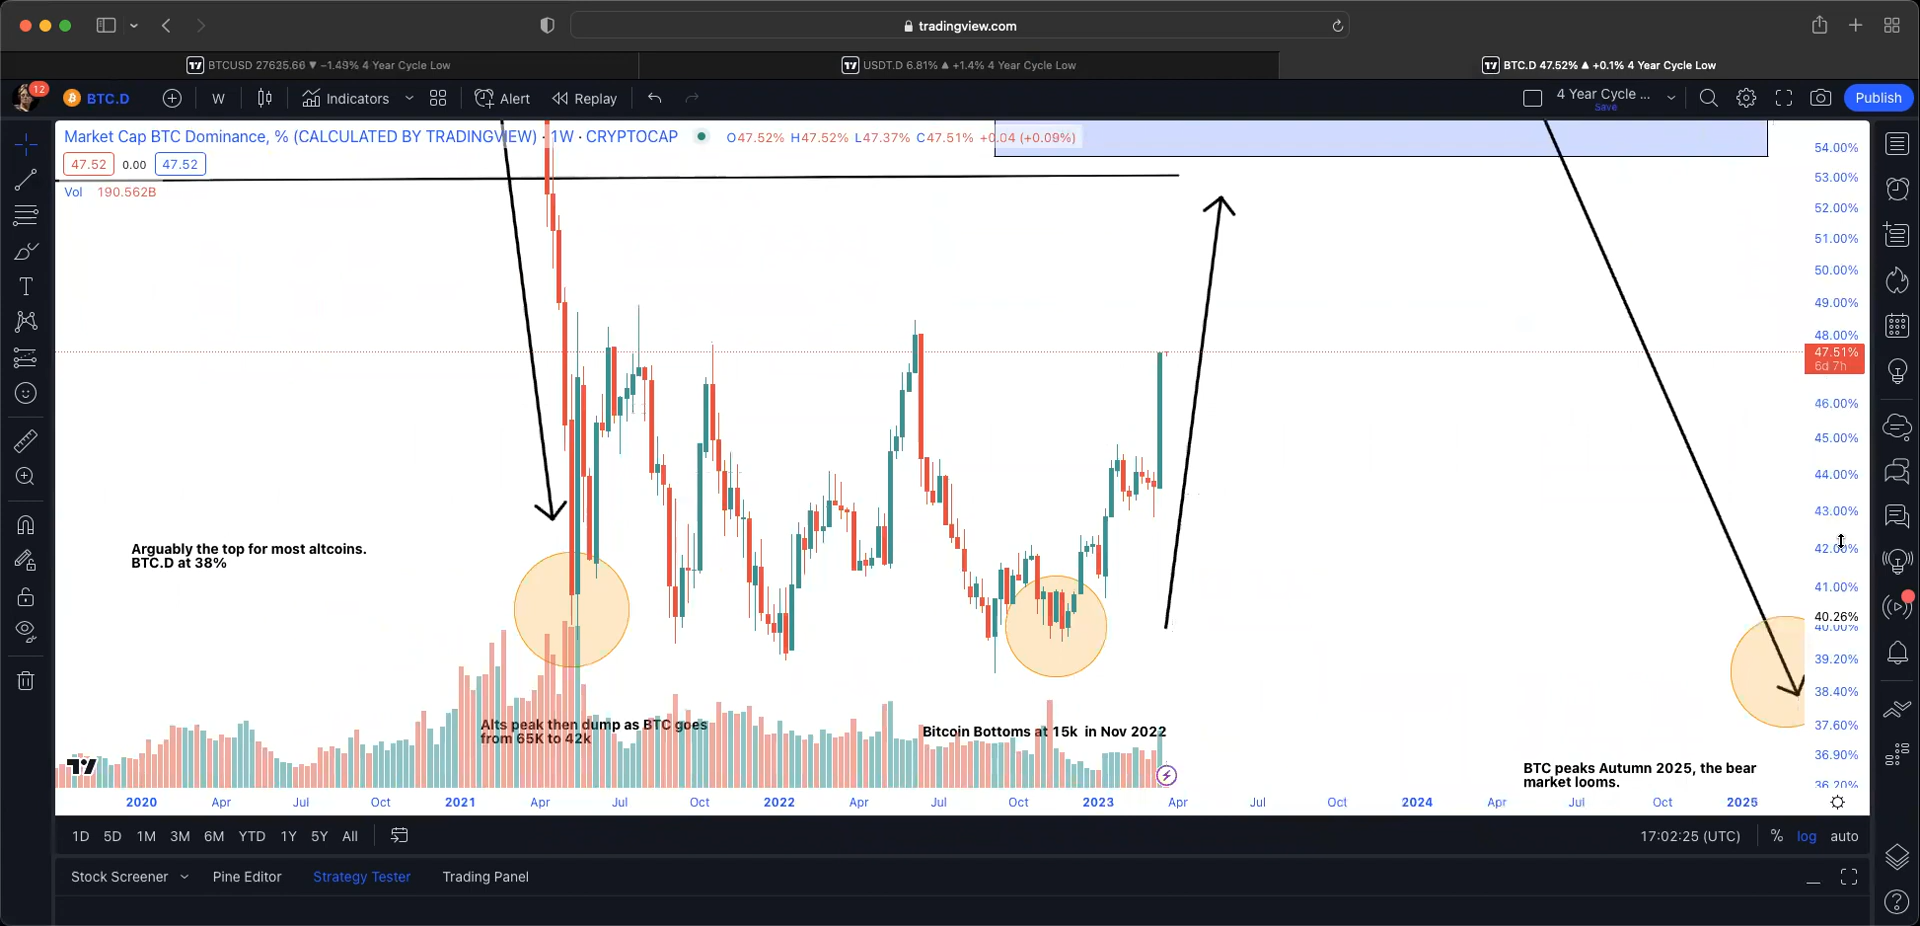 tradingview.com
BTCUSD 27635.66 ▼ −1.49% 4 Year Cycle Low
USDT.D 6.81% ▲ +1.4% 4 Year Cycle Low
BTC.D 47.52% ▲ +0.1% 4 Year Cycle Low
12
BTC.D
W
Indicators
Alert
Replay
4 Year Cycle ...
Save
Publish
Market Cap BTC Dominance, % (CALCULATED BY TRADINGVIEW) · 1W · CRYPTOCAP
O47.52% H47.52% L47.37% C47.51% +0.04 (+0.09%)
47.52 0.00 47.52
Vol 190.562B
54.00%
53.00%
52.00%
51.00%
50.00%
49.00%
48.00%
47.51%
6d 7h
46.00%
45.00%
44.00%
43.00%
42.00%
41.00%
40.26%
40.00%
39.20%
38.40%
37.60%
36.90%
36.20%
Arguably the top for most altcoins.
BTC.D at 38%
Alts peak then dump as BTC goes
from 65K to 42k
Bitcoin Bottoms at 15k in Nov 2022
BTC peaks Autumn 2025, the bear
market looms.
2020 Apr Jul Oct 2021 Apr Jul Oct 2022 Apr Jul Oct 2023 Apr Jul Oct 2024 Apr Jul Oct 2025
1D 5D 1M 3M 6M YTD 1Y 5Y All
17:02:25 (UTC) % log auto
Stock Screener Pine Editor Strategy Tester Trading Panel